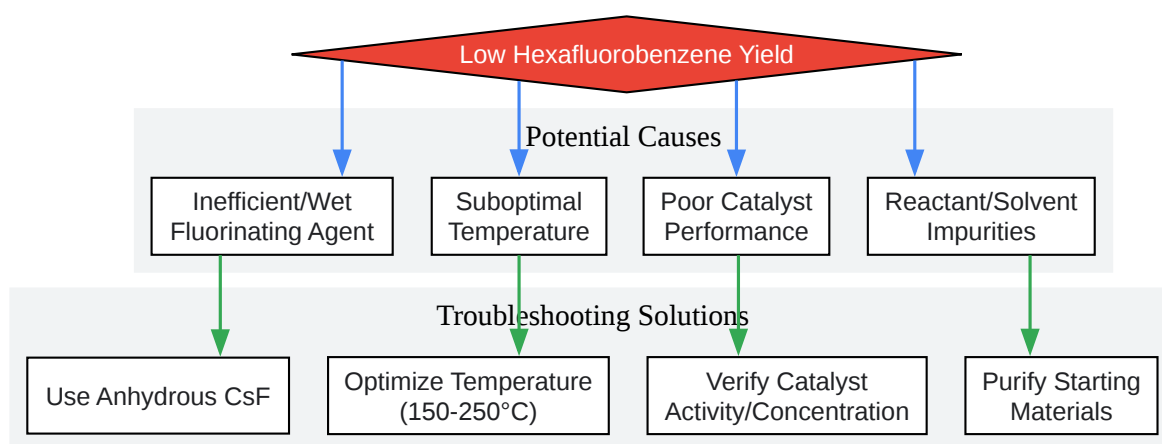 Low Hexafluorobenzene Yield
Potential Causes
Inefficient/Wet
Fluorinating Agent
Suboptimal
Temperature
Poor Catalyst
Performance
Reactant/Solvent
Impurities
Troubleshooting Solutions
Use Anhydrous CsF
Optimize Temperature
(150-250°C)
Verify Catalyst
Activity/Concentration
Purify Starting
Materials